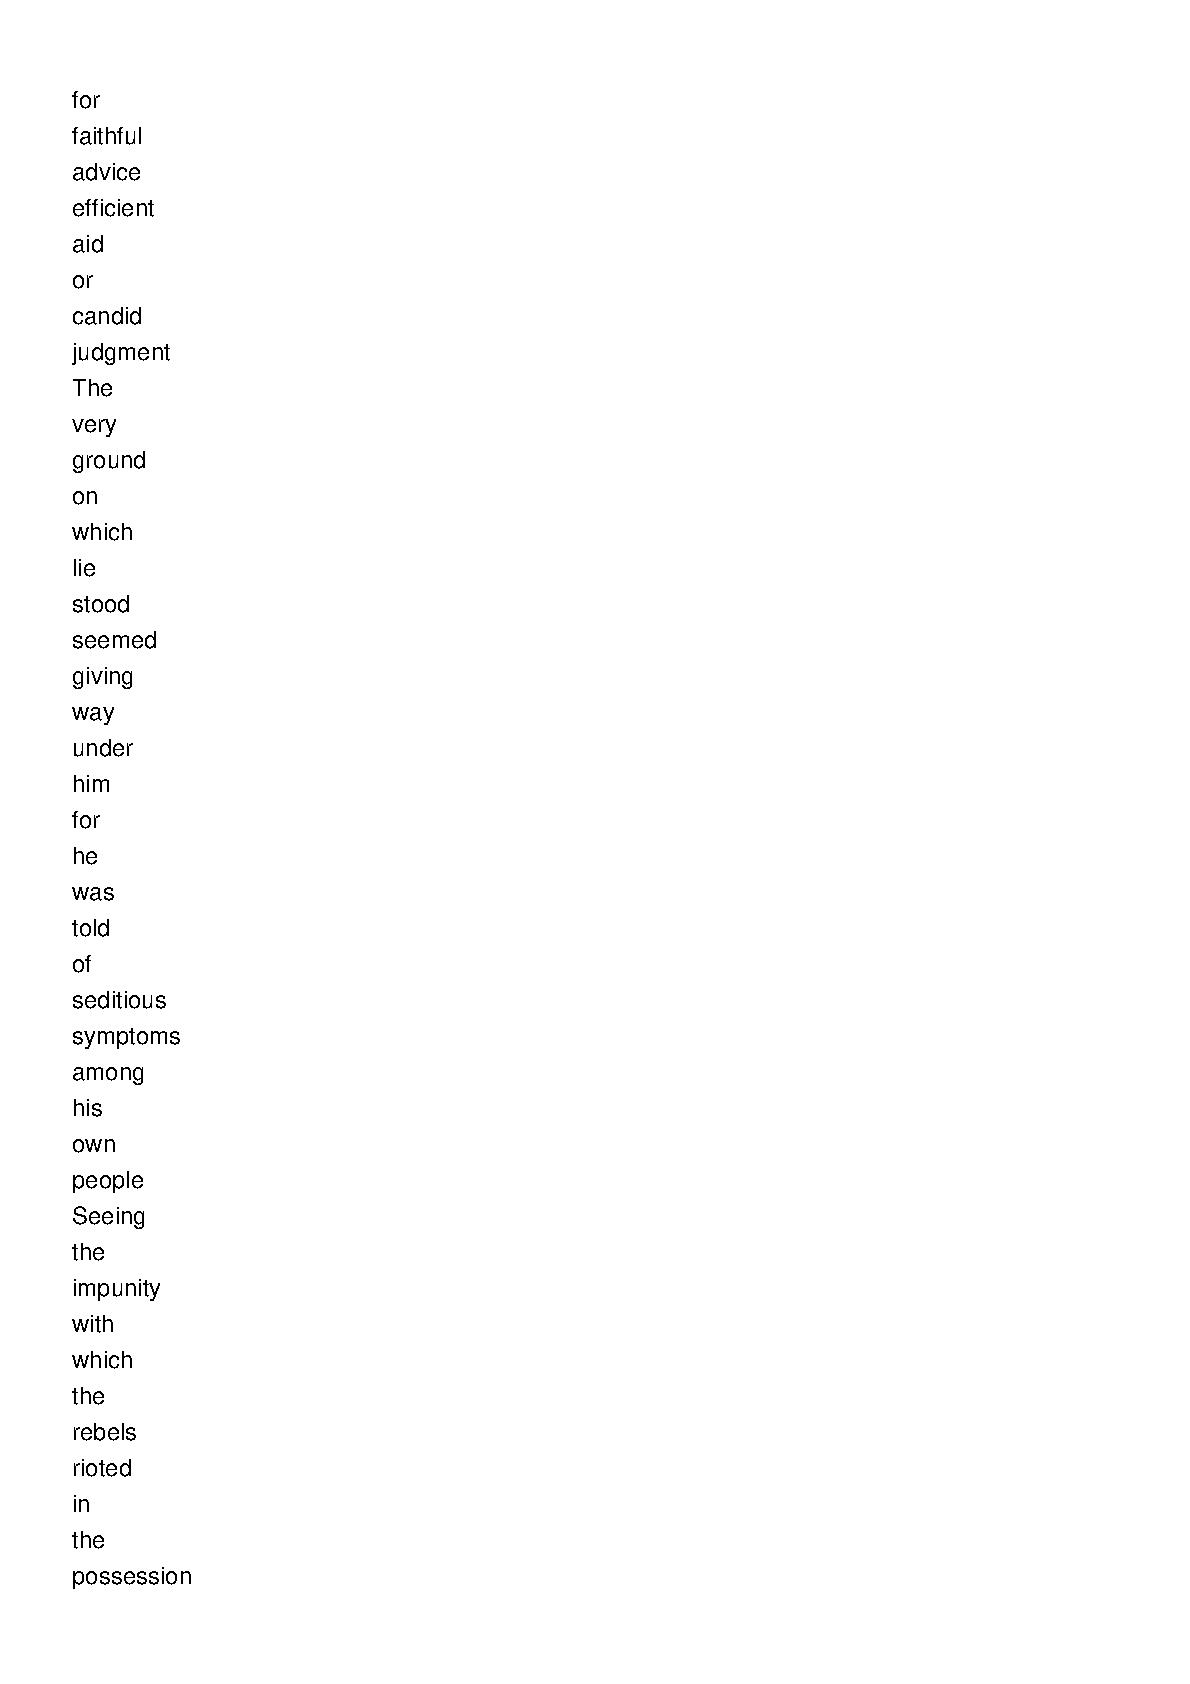 for
faithful
advice
efficient
aid
or
candid
judgment
The
very
ground
on
which
lie
stood
seemed
giving
way
under
him
for
he
was
told
of
seditious
symptoms
among
his
own
people
Seeing
the
impunity
with
which
the
rebels
rioted
in
the
possession